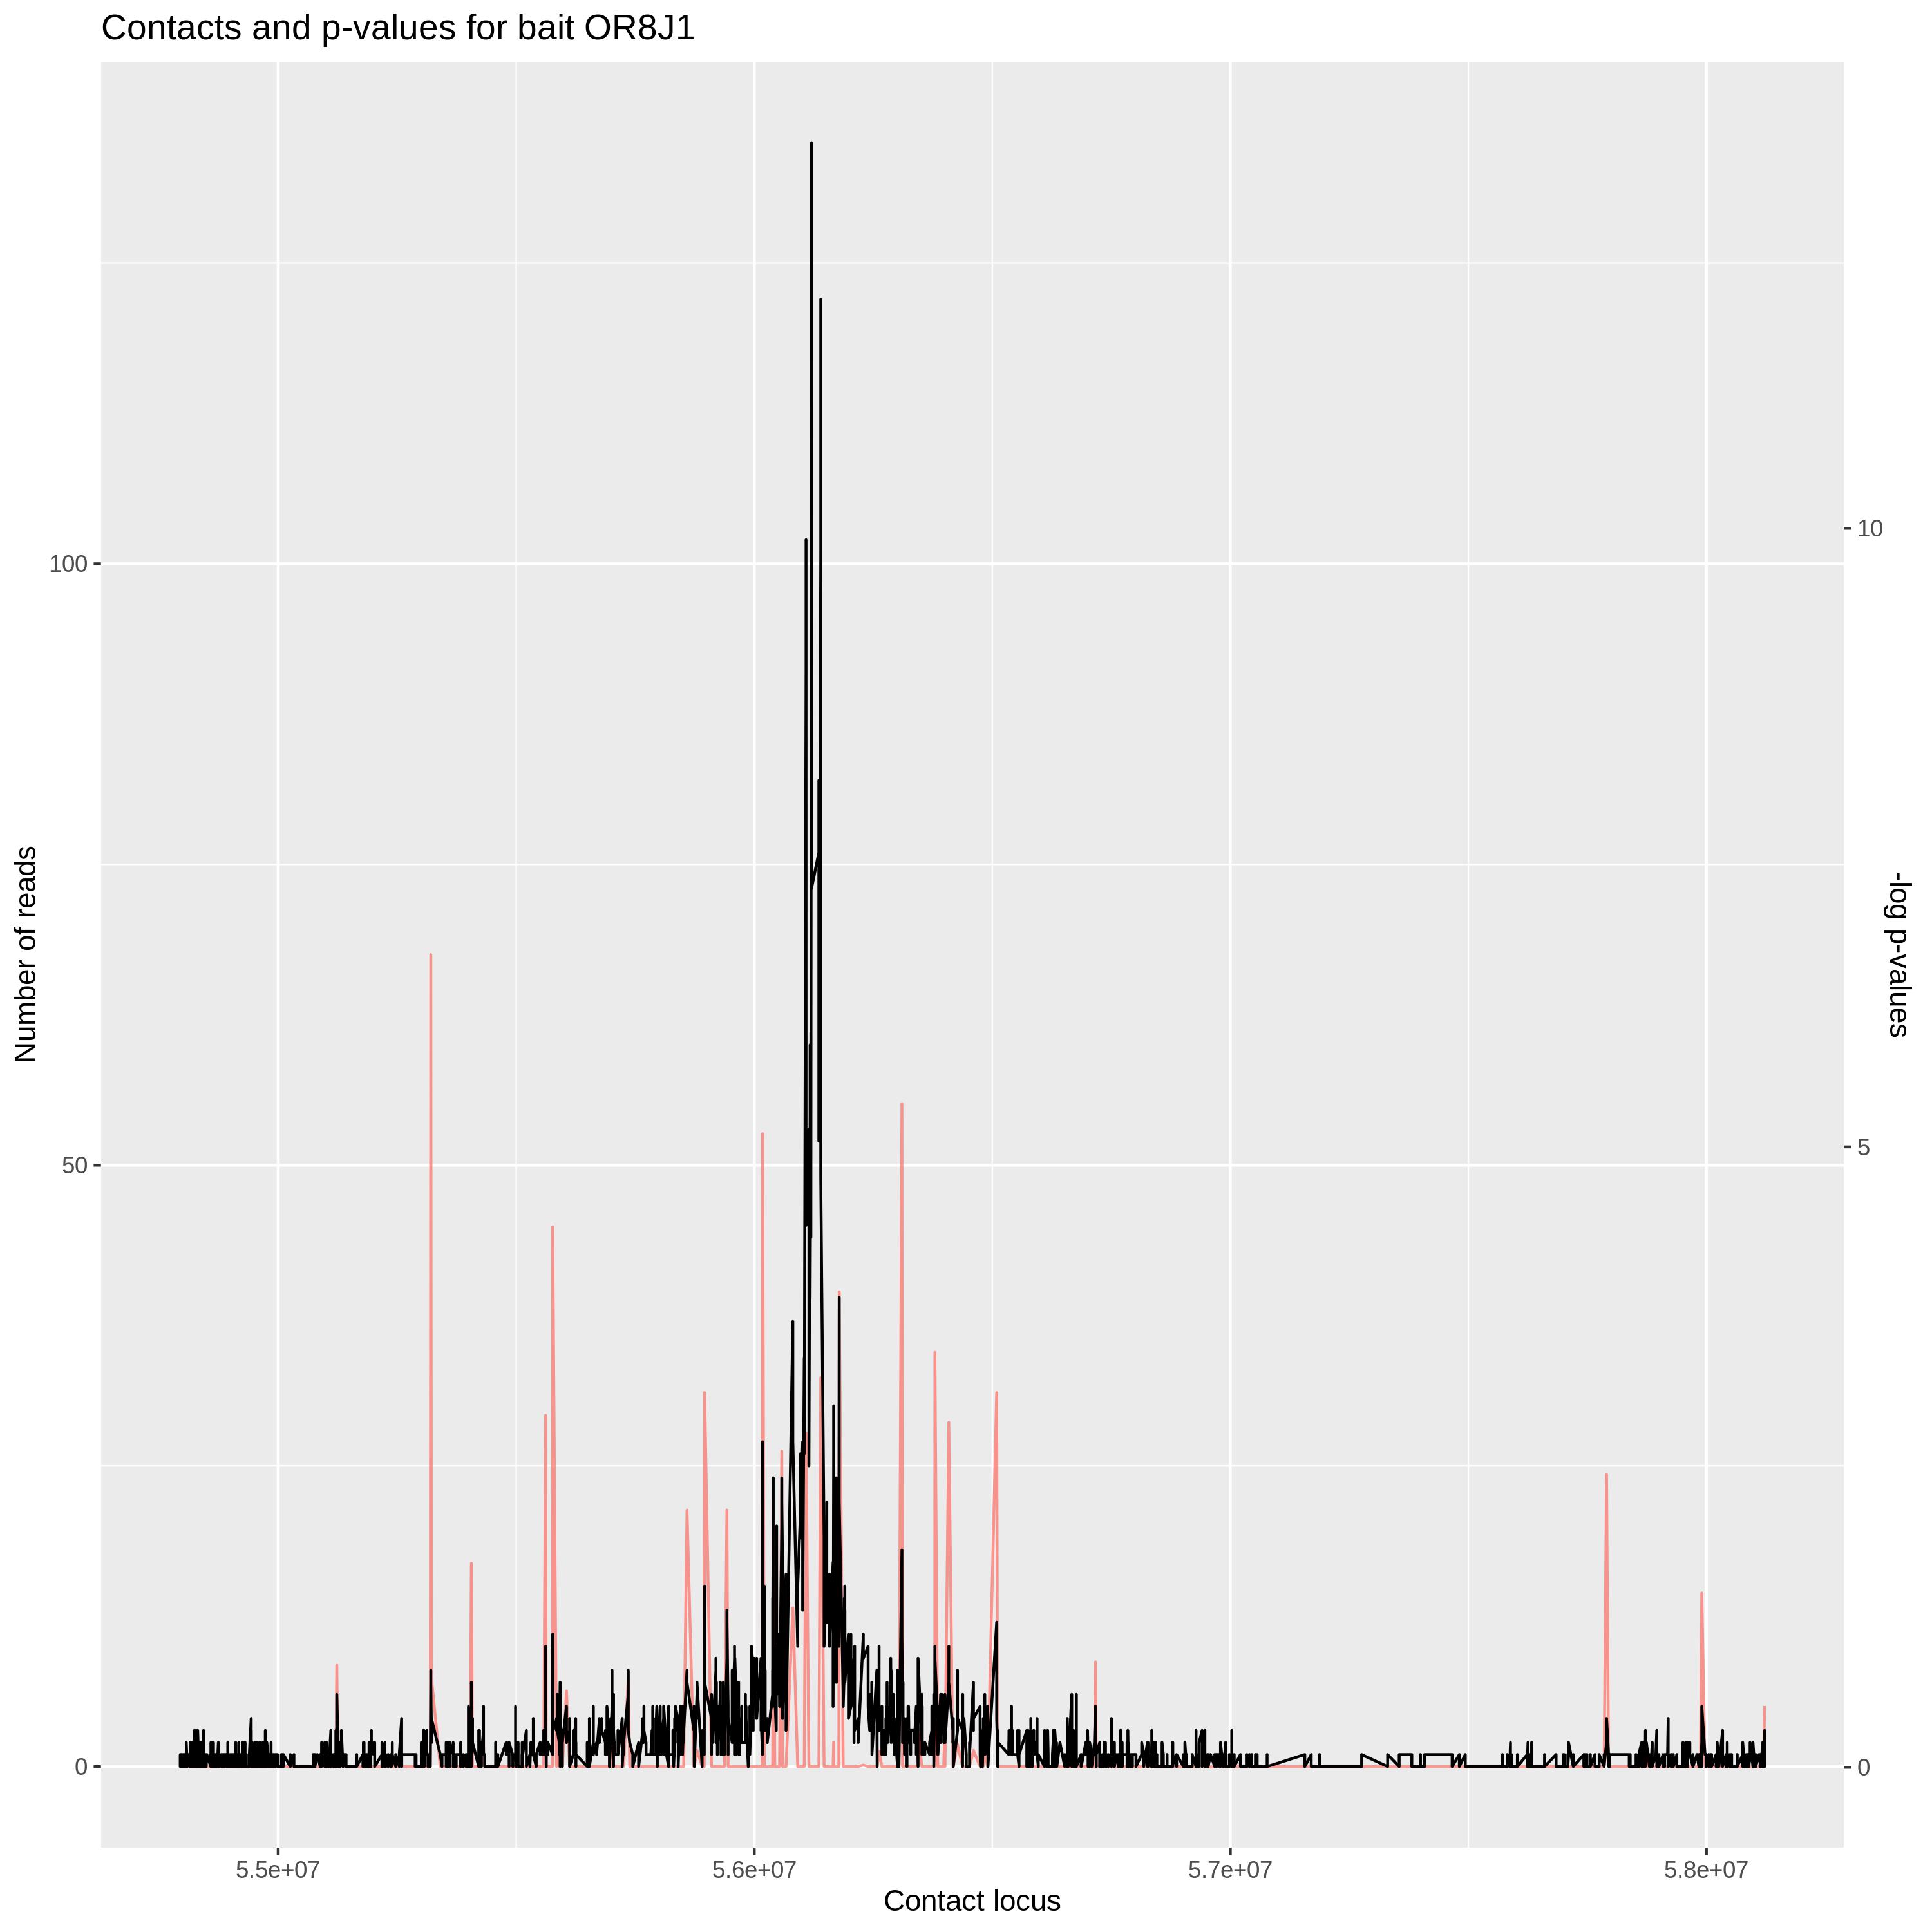 Contacts and p-values for bait OR8J1
Number of reads
100
50
0
10
5
0
-log p-values
5.5e+07
5.6e+07
5.7e+07
5.8e+07
Contact locus